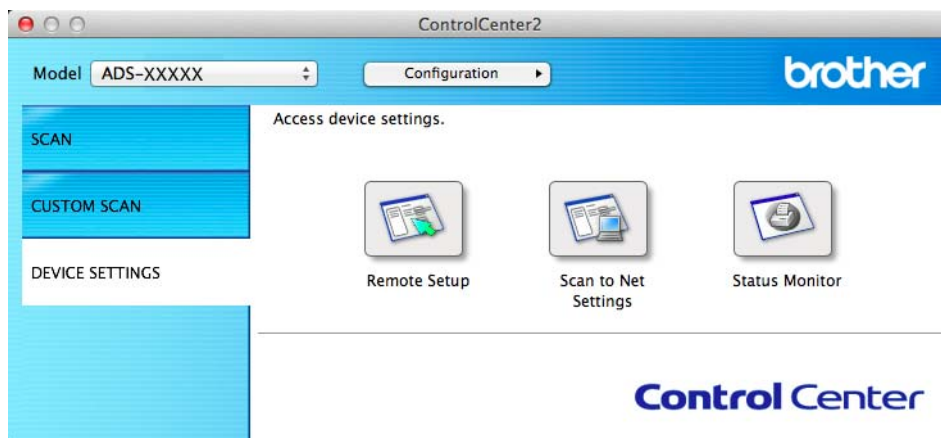 ControlCenter2
Model ADS-XXXXX Configuration brother
SCAN
CUSTOM SCAN
DEVICE SETTINGS
Access device settings.
Remote Setup
Scan to Net
Settings
Status Monitor
Control Center